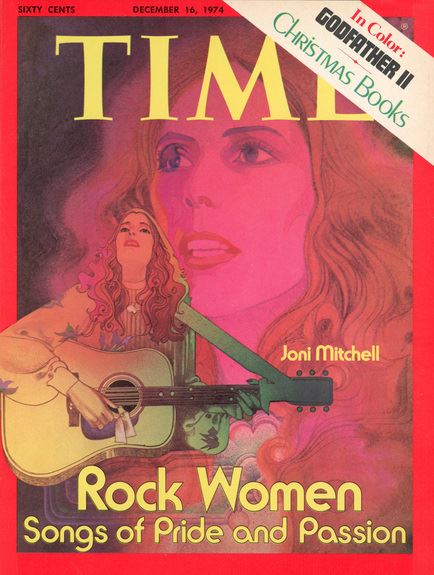 SIXTY CENTS
DECEMBER 16, 1974
In Color:
GODFATHER II
Christmas Books
TIME
®
Joni Mitchell
Rock Women
Songs of Pride and Passion